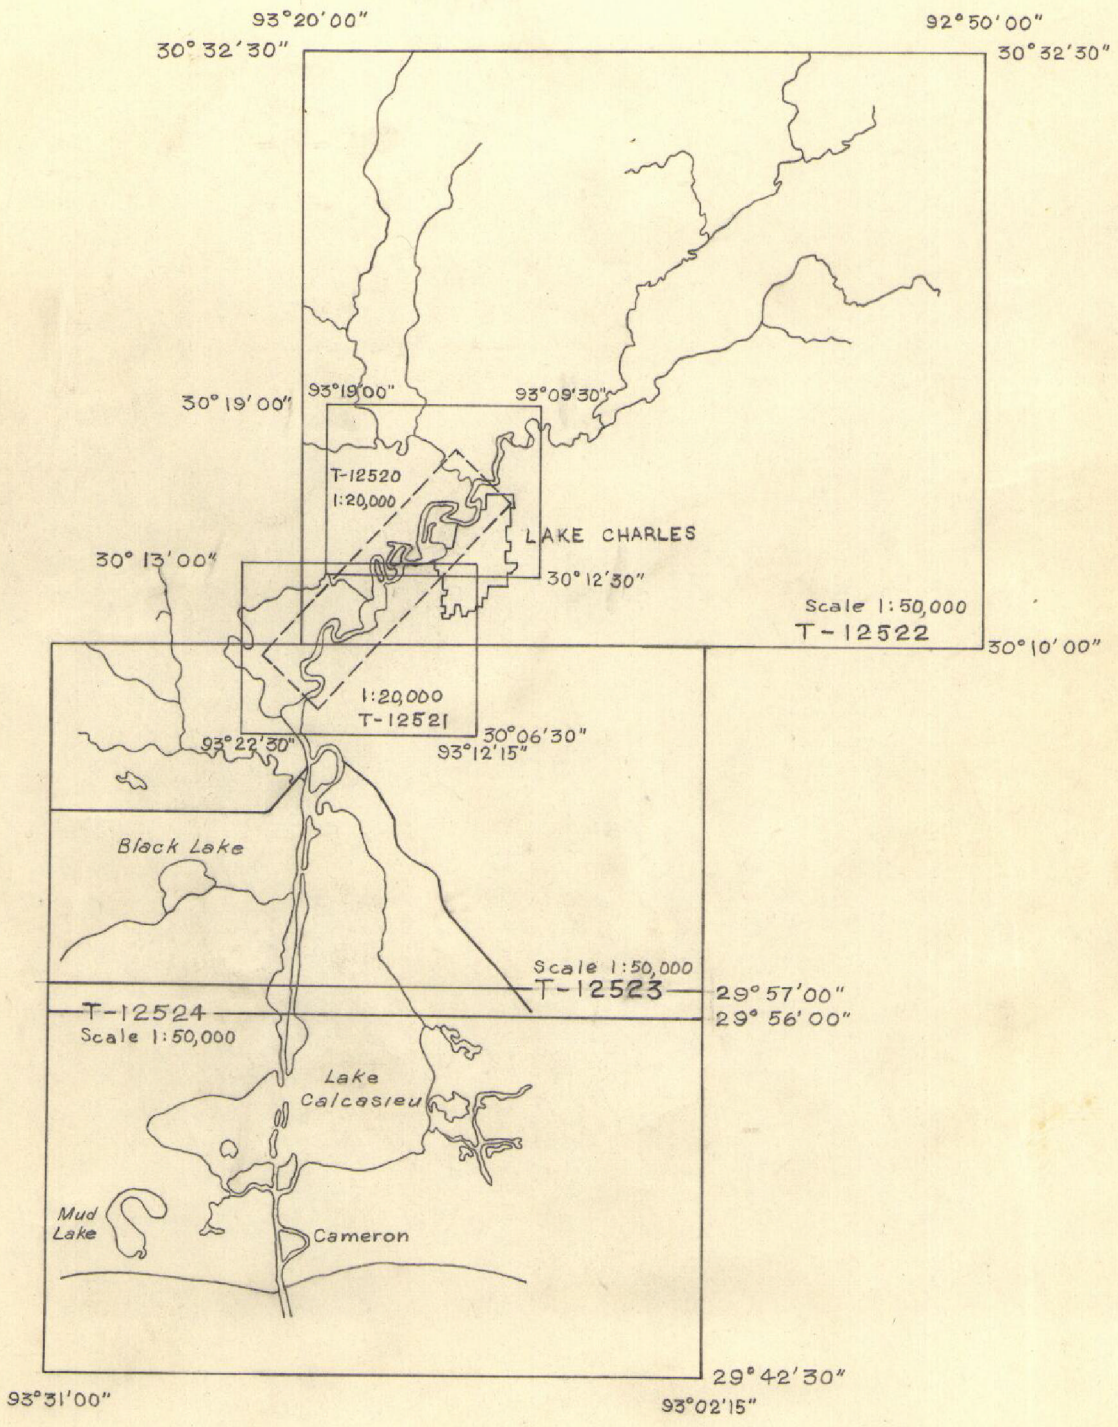 93°20'00"
92°50'00"
30°32'30"
30°32'30"
30°19'00"
93°19'00"
93°09'30"
T-12520
1:20,000
LAKE CHARLES
30°13'00"
30°12'30"
Scale 1:50,000
T-12522
30°10'00"
1:20,000
T-12521
93°22'30"
30°06'30"
93°12'15"
Black Lake
Scale 1:50,000
T-12523
29°57'00"
T-12524
29°56'00"
Scale 1:50,000
Lake
Calcasieu
Mud
Lake
Cameron
29°42'30"
93°31'00"
93°02'15"